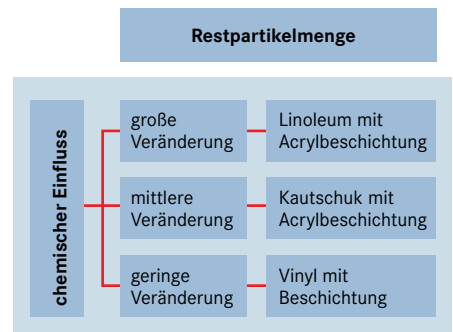 Restpartikelmenge
chemischer Einfluss
große
Veränderung
Linoleum mit
Acrylbeschichtung
mittlere
Veränderung
Kautschuk mit
Acrylbeschichtung
geringe
Veränderung
Vinyl mit
Beschichtung